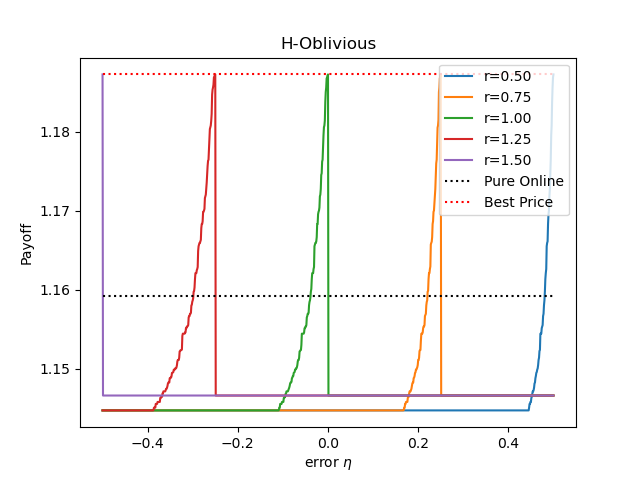 H-Oblivious
Payoff
1.18
1.17
1.16
1.15
−0.4
−0.2
0.0
0.2
0.4
error η
r=0.50
r=0.75
r=1.00
r=1.25
r=1.50
Pure Online
Best Price